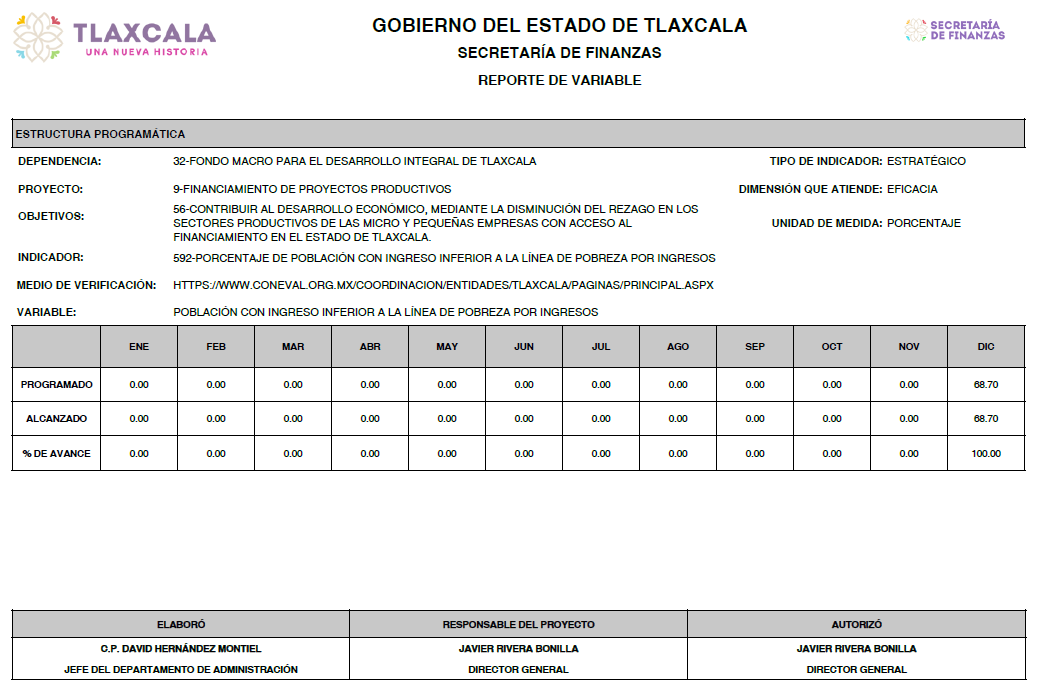 TLAXCALA
UNA NUEVA HISTORIA
GOBIERNO DEL ESTADO DE TLAXCALA
SECRETARÍA DE FINANZAS
REPORTE DE VARIABLE
SECRETARÍA
DE FINANZAS
ESTRUCTURA PROGRAMÁTICA
DEPENDENCIA: 32-FONDO MACRO PARA EL DESARROLLO INTEGRAL DE TLAXCALA TIPO DE INDICADOR: ESTRATÉGICO
PROYECTO: 9-FINANCIAMIENTO DE PROYECTOS PRODUCTIVOS DIMENSIÓN QUE ATIENDE: EFICACIA
OBJETIVOS: 56-CONTRIBUIR AL DESARROLLO ECONÓMICO, MEDIANTE LA DISMINUCIÓN DEL REZAGO EN LOS
SECTORES PRODUCTIVOS DE LAS MICRO Y PEQUEÑAS EMPRESAS CON ACCESO AL
FINANCIAMIENTO EN EL ESTADO DE TLAXCALA.
UNIDAD DE MEDIDA: PORCENTAJE
INDICADOR: 592-PORCENTAJE DE POBLACIÓN CON INGRESO INFERIOR A LA LÍNEA DE POBREZA POR INGRESOS
MEDIO DE VERIFICACIÓN: HTTPS://WWW.CONEVAL.ORG.MX/COORDINACION/ENTIDADES/TLAXCALA/PAGINAS/PRINCIPAL.ASPX
VARIABLE: POBLACIÓN CON INGRESO INFERIOR A LA LÍNEA DE POBREZA POR INGRESOS
ENE FEB MAR ABR MAY JUN JUL AGO SEP OCT NOV DIC
PROGRAMADO 0.00 0.00 0.00 0.00 0.00 0.00 0.00 0.00 0.00 0.00 0.00 68.70
ALCANZADO 0.00 0.00 0.00 0.00 0.00 0.00 0.00 0.00 0.00 0.00 0.00 68.70
% DE AVANCE 0.00 0.00 0.00 0.00 0.00 0.00 0.00 0.00 0.00 0.00 0.00 100.00
ELABORÓ RESPONSABLE DEL PROYECTO AUTORIZÓ
C.P. DAVID HERNÁNDEZ MONTIEL JAVIER RIVERA BONILLA JAVIER RIVERA BONILLA
JEFE DEL DEPARTAMENTO DE ADMINISTRACIÓN DIRECTOR GENERAL DIRECTOR GENERAL